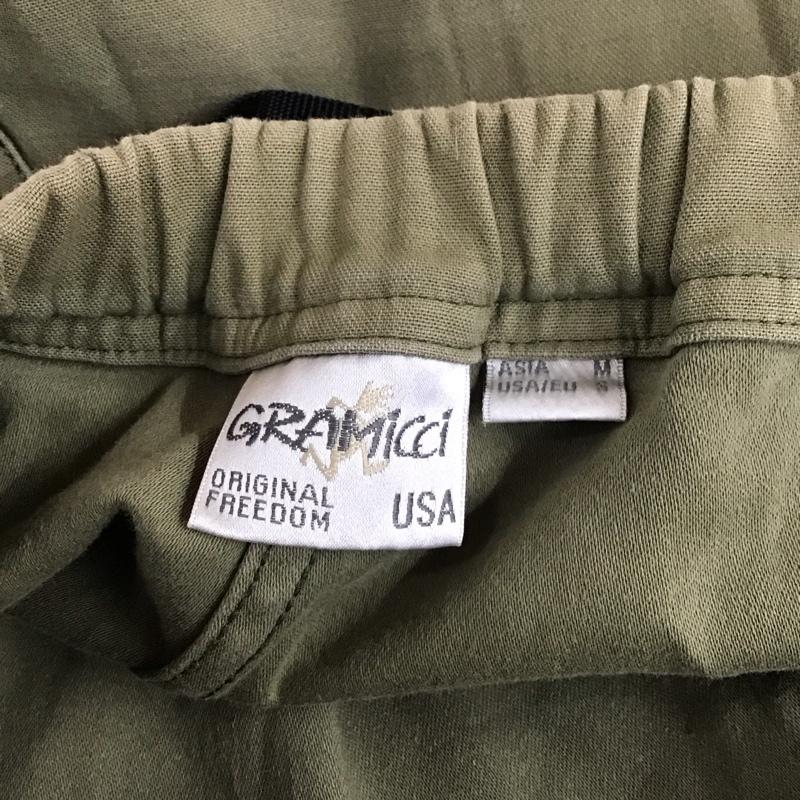 GRAMICCI
ORIGINAL
FREEDOM
USA
ASIA M
USA/EU S